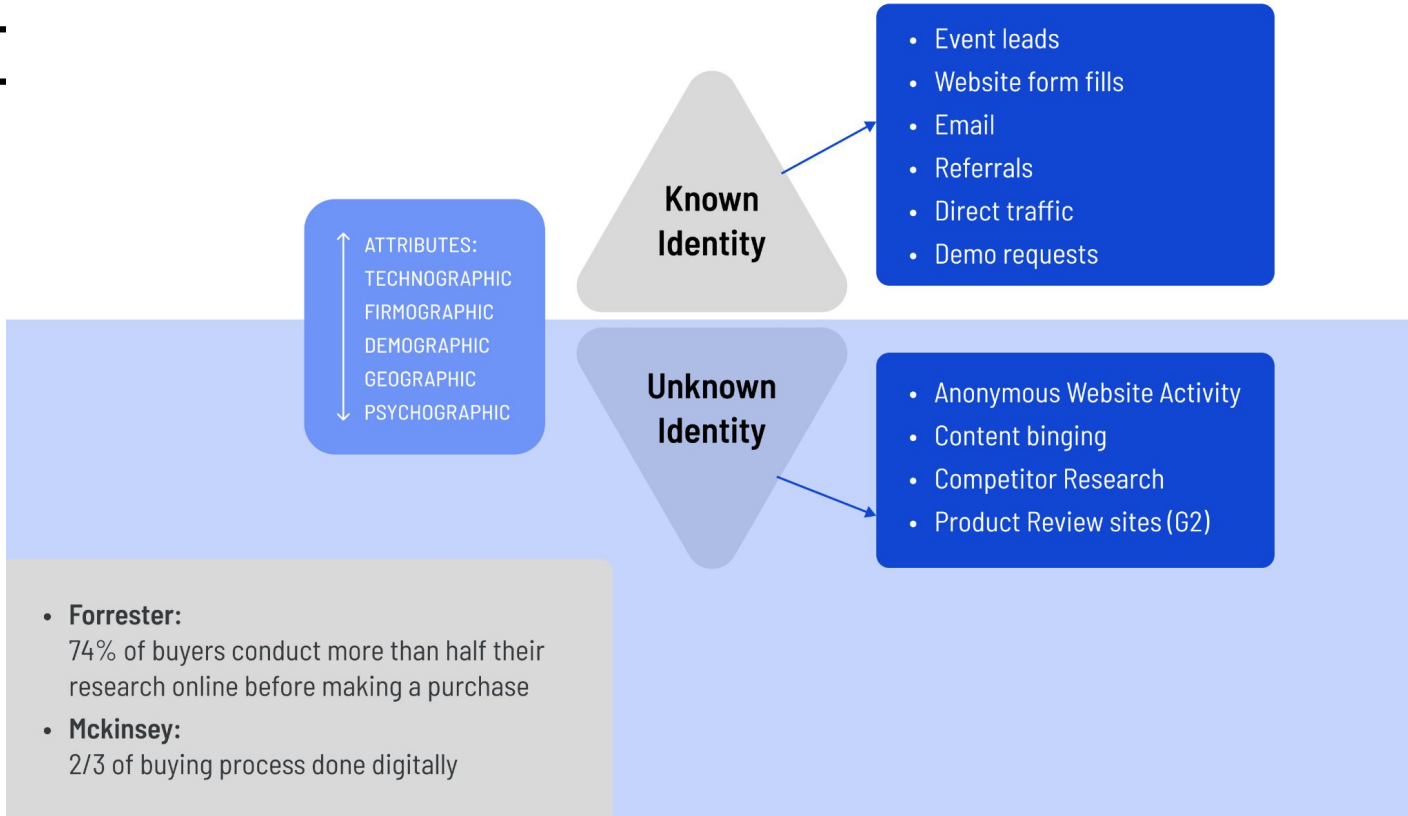 • Event leads
• Website form fills
• Email
• Referrals
• Direct traffic
• Demo requests
Known
Identity
ATTRIBUTES:
TECHNOGRAPHIC
FIRMOGRAPHIC
DEMOGRAPHIC
GEOGRAPHIC
PSYCHOGRAPHIC
Unknown
Identity
• Anonymous Website Activity
• Content binging
• Competitor Research
• Product Review sites (G2)
• Forrester:
74% of buyers conduct more than half their
research online before making a purchase
• Mckinsey:
2/3 of buying process done digitally